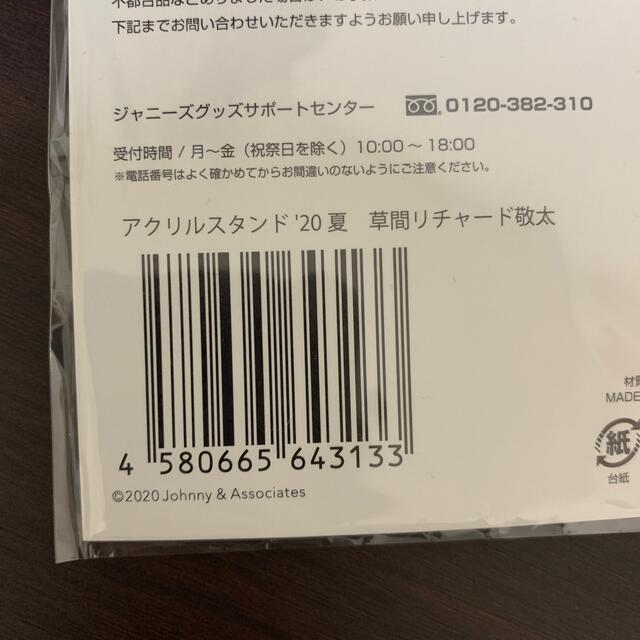 下記までお問い合わせいただきますようお願い申し上げます。
ジャニーズグッズサポートセンター 0120-382-310
受付時間 / 月～金（祝祭日を除く）10:00 ～ 18:00
※電話番号はよく確かめてからお間違いのないようにご注意ください。
アクリルスタンド '20 夏　草間リチャード敬太
4 580665 643133
©2020 Johnny & Associates
材質
MADE
紙
台紙